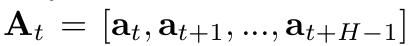 A_t = [a_t, a_{t+1}, ..., a_{t+H−1}]